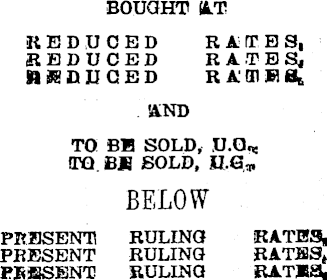 BOUGHT AT
REDUCED RATES,
REDUCED RATES,
REDUCED RATES,
AND
TO BE SOLD, U.G.,
TO BE SOLD, U.G.,
BELOW
PRESENT RULING RATES,
PRESENT RULING RATES,
PRESENT RULING RATES,